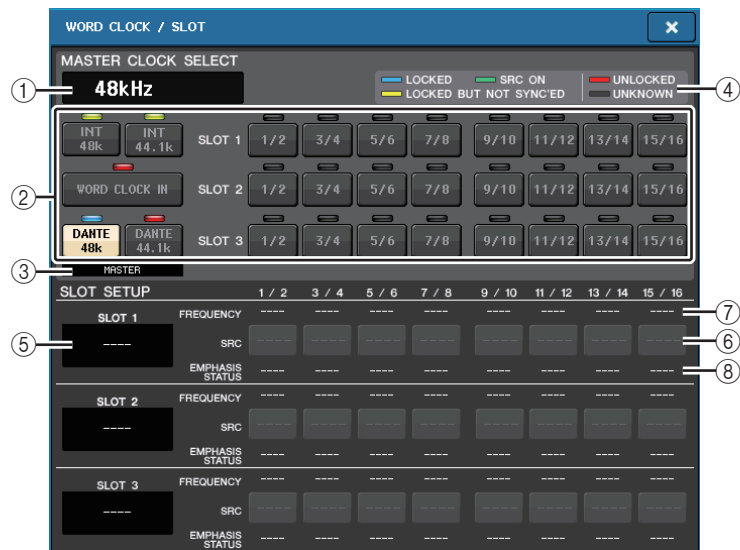 WORD CLOCK / SLOT ×
MASTER CLOCK SELECT
① 48kHz
LOCKED SRC ON UNLOCKED
LOCKED BUT NOT SYNC'ED UNKNOWN ④
INT 48k INT 44.1k SLOT 1 1/2 3/4 5/6 7/8 9/10 11/12 13/14 15/16
② WORD CLOCK IN SLOT 2 1/2 3/4 5/6 7/8 9/10 11/12 13/14 15/16
DANTE 48k DANTE 44.1k SLOT 3 1/2 3/4 5/6 7/8 9/10 11/12 13/14 15/16
③ MASTER
SLOT SETUP 1 / 2 3 / 4 5 / 6 7 / 8 9 / 10 11 / 12 13 / 14 15 / 16
SLOT 1 FREQUENCY ---- ---- ---- ---- ---- ---- ---- ---- ⑦
⑤ ---- SRC ---- ---- ---- ---- ---- ---- ---- ---- ⑥
EMPHASIS STATUS ---- ---- ---- ---- ---- ---- ---- ---- ⑧
SLOT 2 FREQUENCY ---- ---- ---- ---- ---- ---- ---- ----
---- SRC ---- ---- ---- ---- ---- ---- ---- ----
EMPHASIS STATUS ---- ---- ---- ---- ---- ---- ---- ----
SLOT 3 FREQUENCY ---- ---- ---- ---- ---- ---- ---- ----
---- SRC ---- ---- ---- ---- ---- ---- ---- ----
EMPHASIS STATUS ---- ---- ---- ---- ---- ---- ---- ----